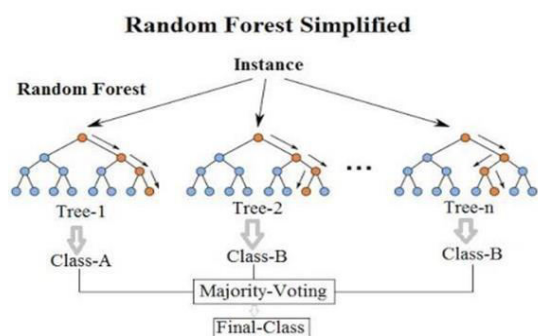 Random Forest Simplified
Instance
Random Forest
...
Tree-1 Tree-2 Tree-n
Class-A Class-B Class-B
Majority-Voting
Final-Class